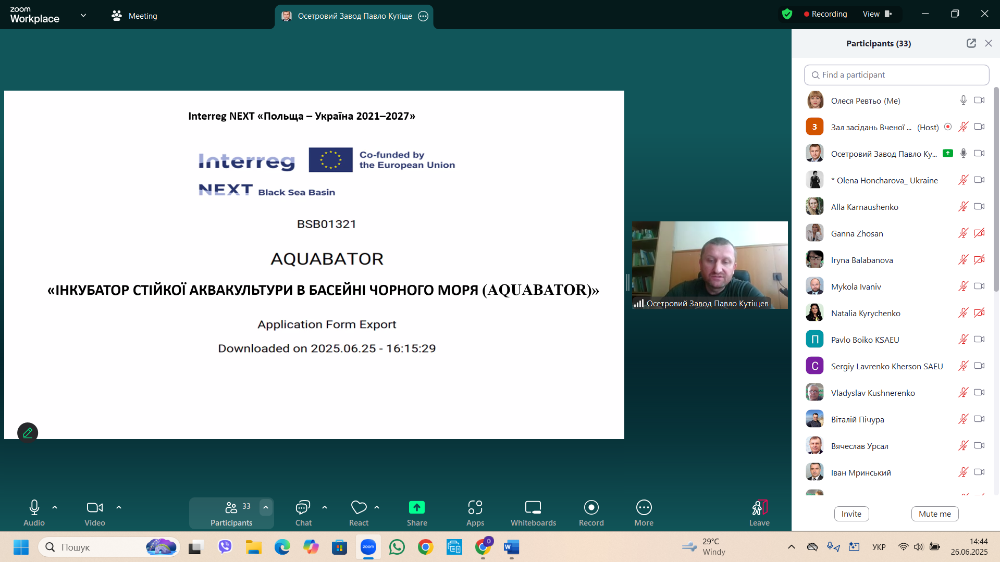 zoom
Workplace
Meeting
Осетровий Завод Павло Кутіще
Recording
View
Participants (33)
Find a participant
Олеся Ревтьо (Me)
З
Зал засідань Вченої ... (Host)
Осетровий Завод Павло Ку...
* Olena Honcharova_ Ukraine
Alla Karnaushenko
Ganna Zhosan
Iryna Balabanova
Mykola Ivaniv
Natalia Kyrychenko
П
Pavlo Boiko KSAEU
С
Sergiy Lavrenko Kherson SAEU
Vladyslav Kushnerenko
Віталій Пічура
Вячеслав Урсал
Іван Мринський
Invite
Mute me
Interreg NEXT «Польща – Україна 2021–2027»
Interreg
Co-funded by
the European Union
NEXT Black Sea Basin
BSB01321
AQUABATOR
«ІНКУБАТОР СТІЙКОЇ АКВАКУЛЬТУРИ В БАСЕЙНІ ЧОРНОГО МОРЯ (AQUABATOR)»
Application Form Export
Downloaded on 2025.06.25 - 16:15:29
Осетровий Завод Павло Кутіщев
Audio
Video
33
Participants
Chat
React
Share
Apps
Whiteboards
Record
More
Leave
Пошук
zoom
0
29°C
Windy
УКР
14:44
26.06.2025